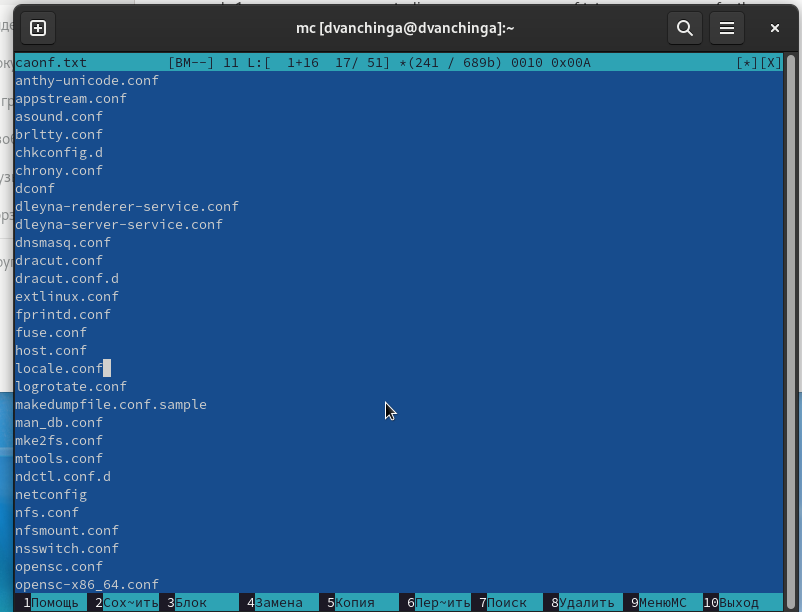 mc [dvanchinga@dvanchinga]:~
caonf.txt [BM--] 11 L:[ 1+16 17/ 51] *(241 / 689b) 0010 0x00A [*][X]
anthy-unicode.conf
appstream.conf
asound.conf
brltty.conf
chkconfig.d
chrony.conf
dconf
dleyna-renderer-service.conf
dleyna-server-service.conf
dnsmasq.conf
dracut.conf
dracut.conf.d
extlinux.conf
fprintd.conf
fuse.conf
host.conf
locale.conf
logrotate.conf
makedumpfile.conf.sample
man_db.conf
mke2fs.conf
mtools.conf
ndctl.conf.d
netconfig
nfs.conf
nfsmount.conf
nsswitch.conf
opensc.conf
opensc-x86_64.conf
1Помощь 2Сох~ить 3Блок 4Замена 5Копия 6Пер~ить 7Поиск 8Удалить 9МенюMC 10Выход